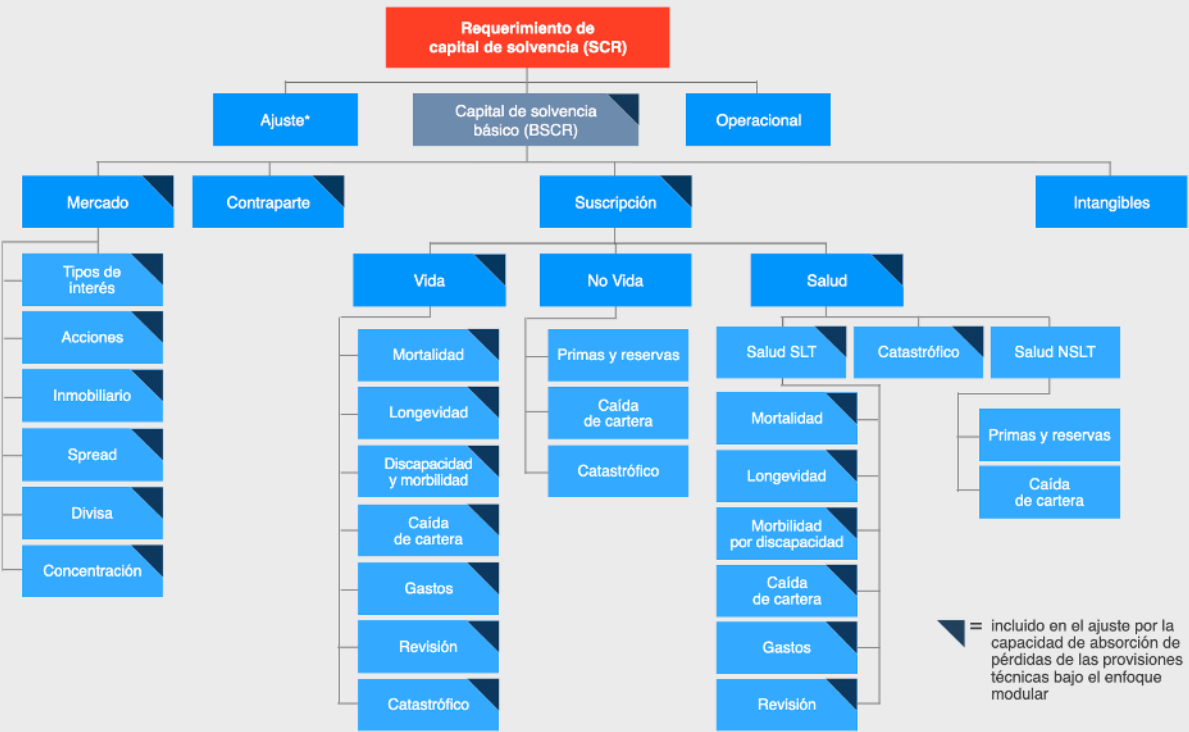 Requerimiento de
capital de solvencia (SCR)
Ajuste*
Capital de solvencia
básico (BSCR)
Operacional
Mercado
Contraparte
Suscripción
Intangibles
Tipos de
interés
Acciones
Inmobiliario
Spread
Divisa
Concentración
Vida
No Vida
Salud
Mortalidad
Longevidad
Discapacidad
y morbilidad
Caída
de cartera
Gastos
Revisión
Catastrófico
Primas y reservas
Caída
de cartera
Catastrófico
Salud SLT
Catastrófico
Salud NSLT
Mortalidad
Longevidad
Morbilidad
por discapacidad
Caída
de cartera
Gastos
Revisión
Primas y reservas
Caída
de cartera
= incluido en el ajuste por la
capacidad de absorción de
pérdidas de las provisiones
técnicas bajo el enfoque
modular